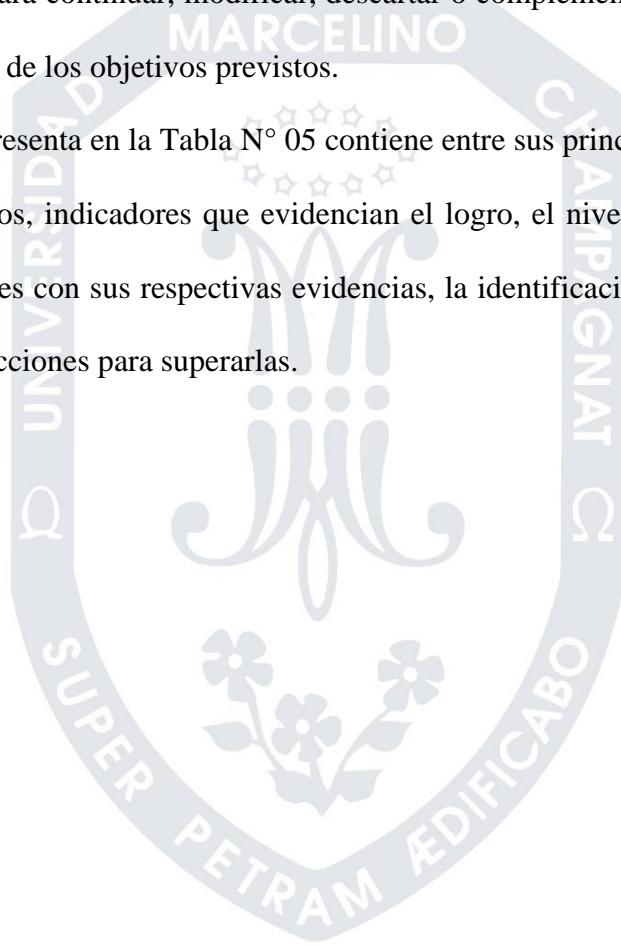 ara continuar, modificar, descartar o complemen
MARCELINO
de los objetivos previstos.
resenta en la Tabla N° 05 contiene entre sus princ
os, indicadores que evidencian el logro, el nive
es con sus respectivas evidencias, la identificaci
cciones para superarlas.
UNIVERSIDAD
CHAMPAGNAT
Ω Ω
SUPER PETRAM ÆDIFICABO